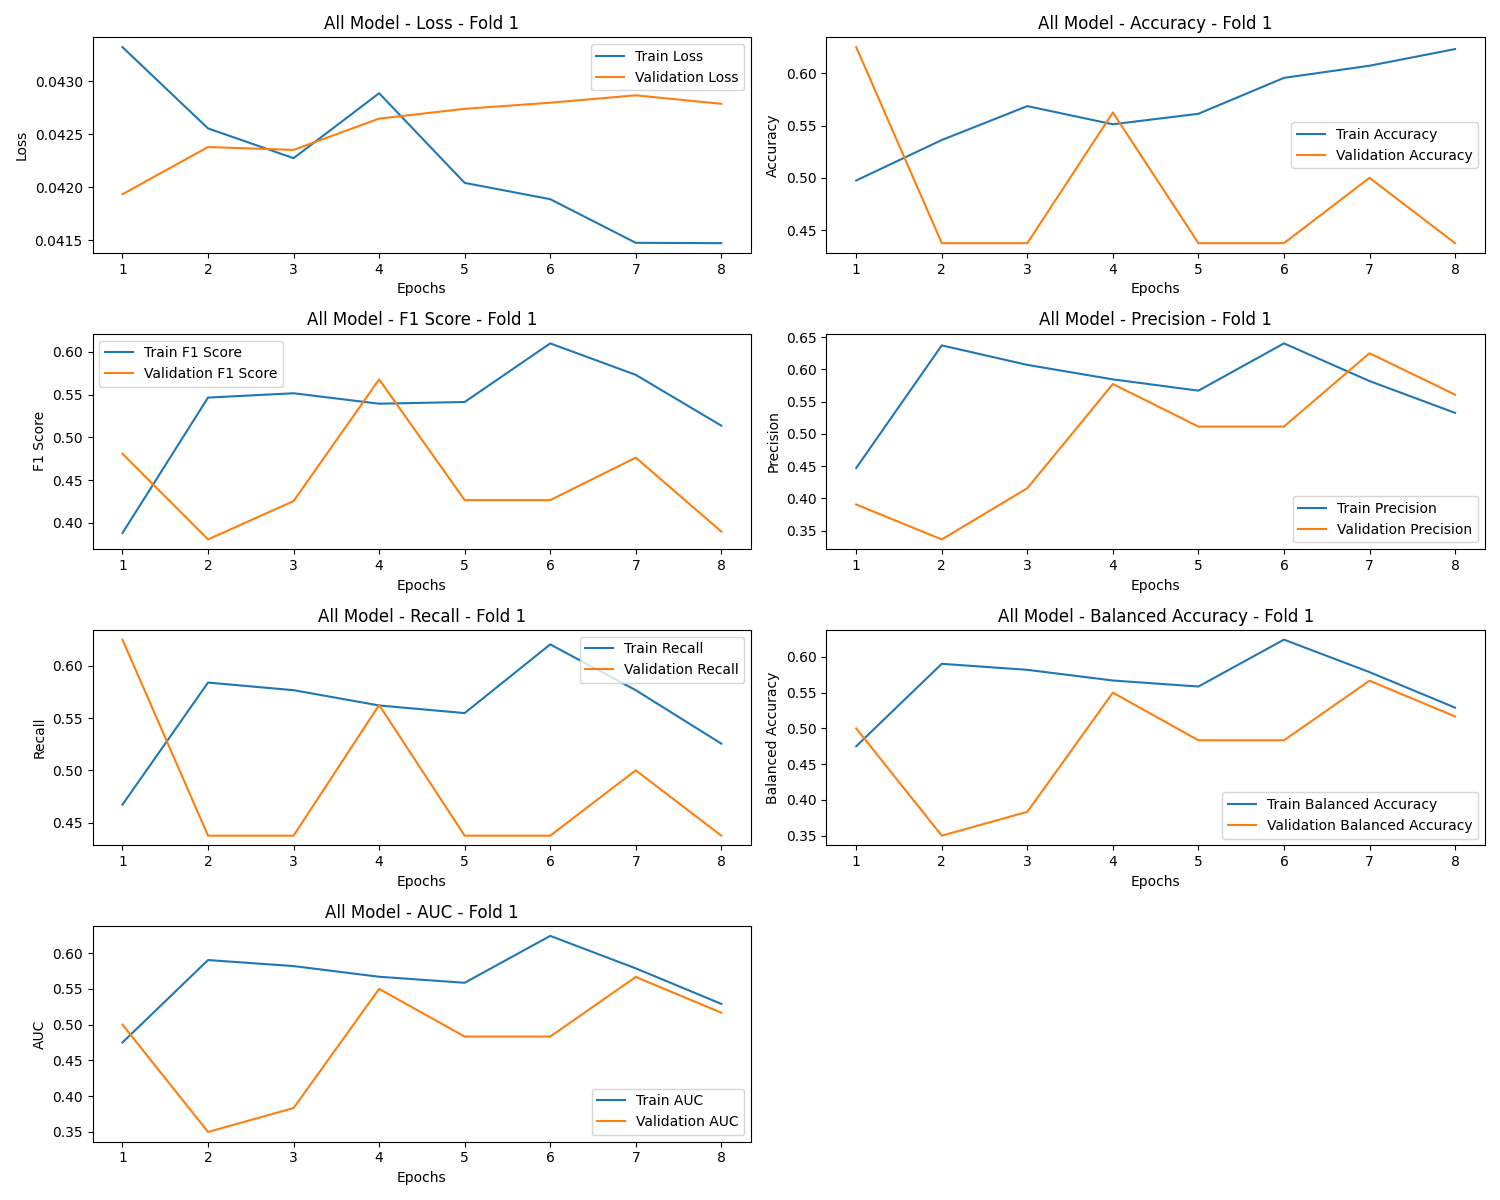 All Model - Loss - Fold 1
Loss
0.0430
0.0425
0.0420
0.0415
Train Loss
Validation Loss
1 2 3 4 5 6 7 8
Epochs
All Model - Accuracy - Fold 1
Accuracy
0.60
0.55
0.50
0.45
Train Accuracy
Validation Accuracy
1 2 3 4 5 6 7 8
Epochs
All Model - F1 Score - Fold 1
F1 Score
0.60
0.55
0.50
0.45
0.40
Train F1 Score
Validation F1 Score
1 2 3 4 5 6 7 8
Epochs
All Model - Precision - Fold 1
Precision
0.65
0.60
0.55
0.50
0.45
0.40
0.35
Train Precision
Validation Precision
1 2 3 4 5 6 7 8
Epochs
All Model - Recall - Fold 1
Recall
0.60
0.55
0.50
0.45
Train Recall
Validation Recall
1 2 3 4 5 6 7 8
Epochs
All Model - Balanced Accuracy - Fold 1
Balanced Accuracy
0.60
0.55
0.50
0.45
0.40
0.35
Train Balanced Accuracy
Validation Balanced Accuracy
1 2 3 4 5 6 7 8
Epochs
All Model - AUC - Fold 1
AUC
0.60
0.55
0.50
0.45
0.40
0.35
Train AUC
Validation AUC
1 2 3 4 5 6 7 8
Epochs